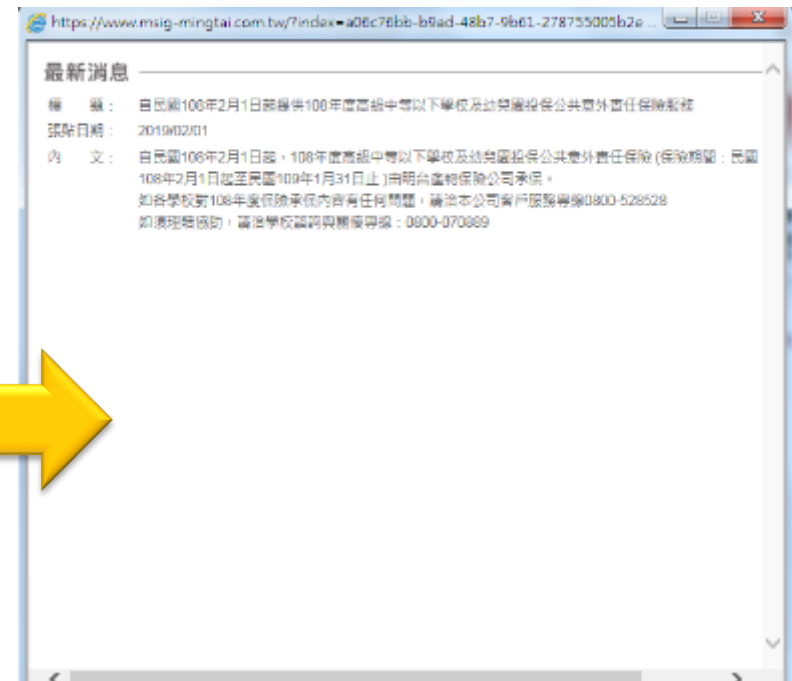 https://www.msig-mingtai.com.tw/?index=a06c76bb-b9ad-48b7-9b61-278755005b2e ...
最新消息
標 題： 自民國108年2月1日起提供108年度高級中等以下學校及幼兒園投保公共意外責任保險服務
張貼日期： 2019/02/01
內 文： 自民國108年2月1日起，108年度高級中等以下學校及幼兒園投保公共意外責任保險 (保險期間：民國
108年2月1日起至民國109年1月31日止 )由明台產物保險公司承保。
如各學校對108年度保險承保內容有任何問題，請洽本公司客戶服務專線0800-528528
如須理賠協助，請洽學校諮詢與關懷專線：0800-070889